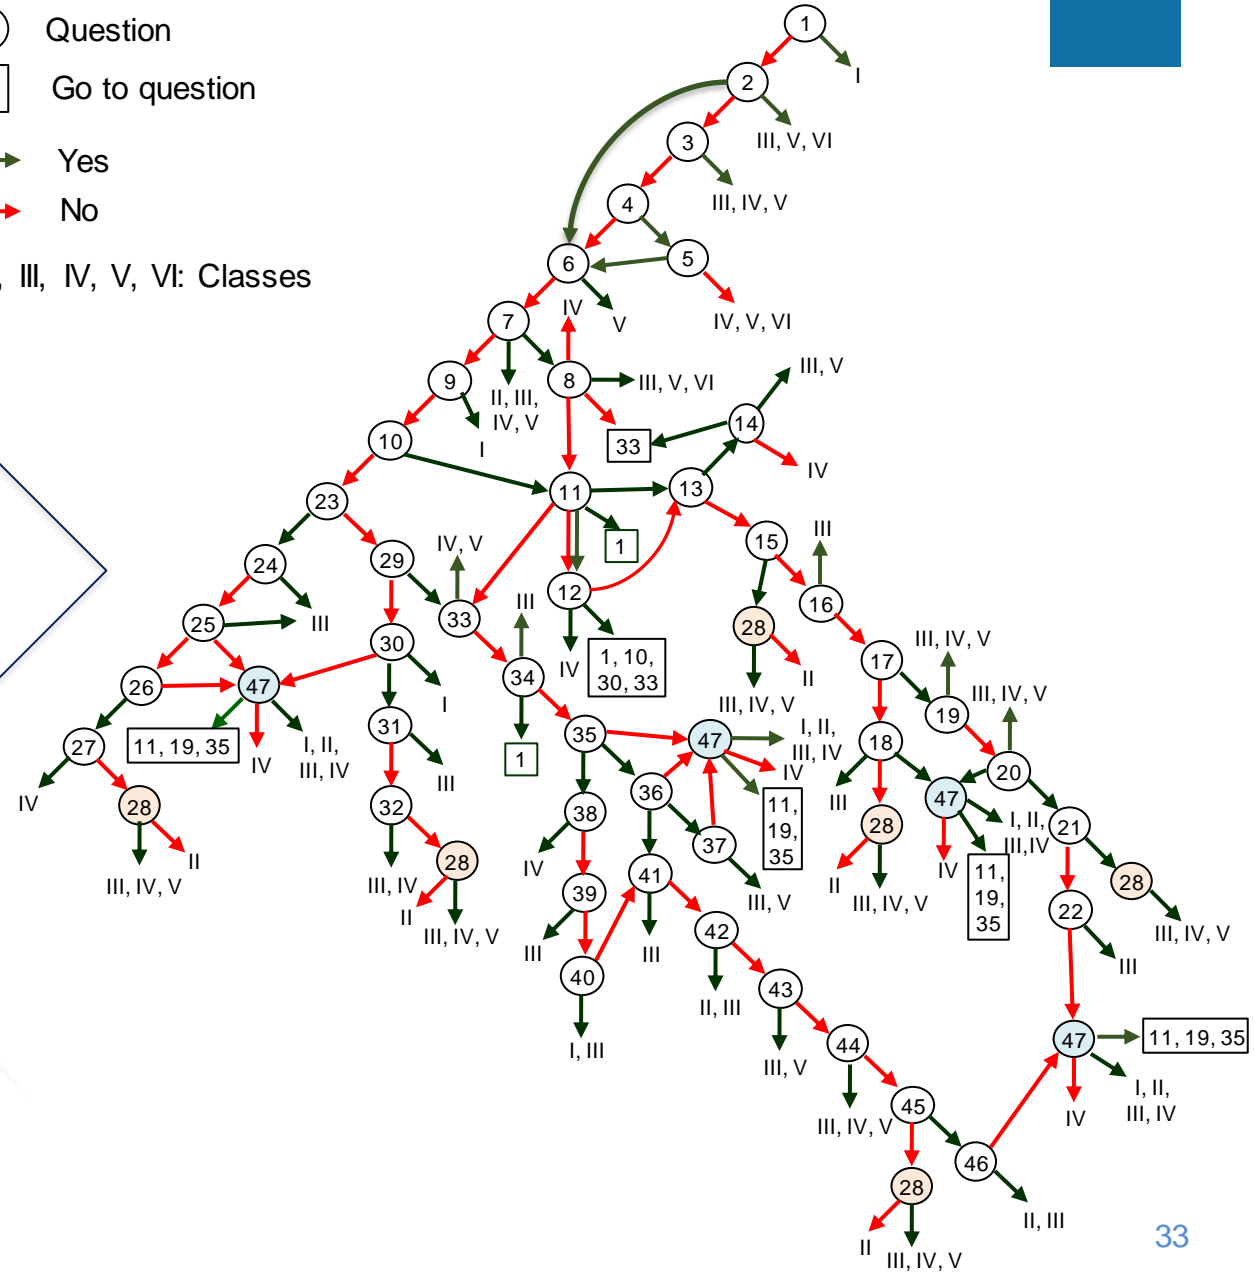 Question
Go to question
Yes
No
, III, IV, V, VI: Classes
1
I
2
III, V, VI
3
III, IV, V
4
5
6
IV, V, VI
V
7
IV
8
III, V, VI
III, V
9
II, III,
IV, V
I
33
14
IV
10
11
13
23
1
15
III
24
29
IV, V
12
16
III
25
III
33
28
II
IV
1, 10,
30, 33
30
17
III, IV, V
26
47
34
III, IV, V
I
19
III, IV, V
27
11, 19, 35
IV
I, II,
III, IV
31
35
47
I, II,
III, IV
IV
18
III
1
20
IV
28
32
38
36
11,
19,
35
III
47
I, II,
III,IV
21
II
III, IV, V
III, IV
28
IV
37
28
IV
11,
19,
35
28
II
III, IV, V
39
41
III, V
II
III, IV, V
22
III, IV, V
III
40
III
42
III
I, III
II, III
43
III, V
44
47
11, 19, 35
III, IV, V
45
IV
I, II,
III, IV
46
28
II, III
II
III, IV, V
33